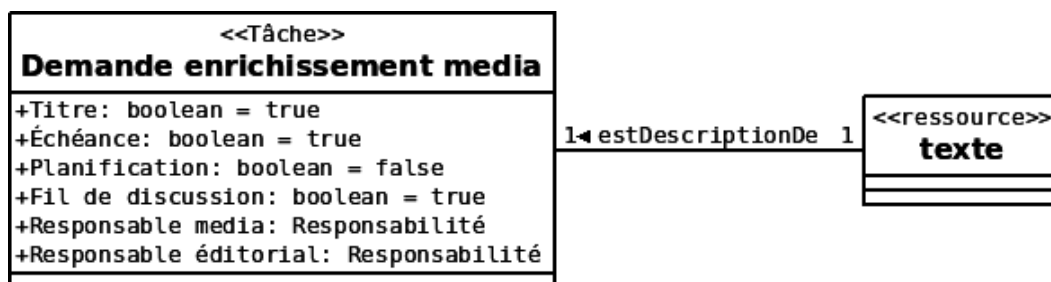 <<Tâche>>
Demande enrichissement media
+Titre: boolean = true
+Échéance: boolean = true
+Planification: boolean = false
+Fil de discussion: boolean = true
+Responsable media: Responsabilité
+Responsable éditorial: Responsabilité
1 estDescriptionDe 1
<<ressource>>
texte